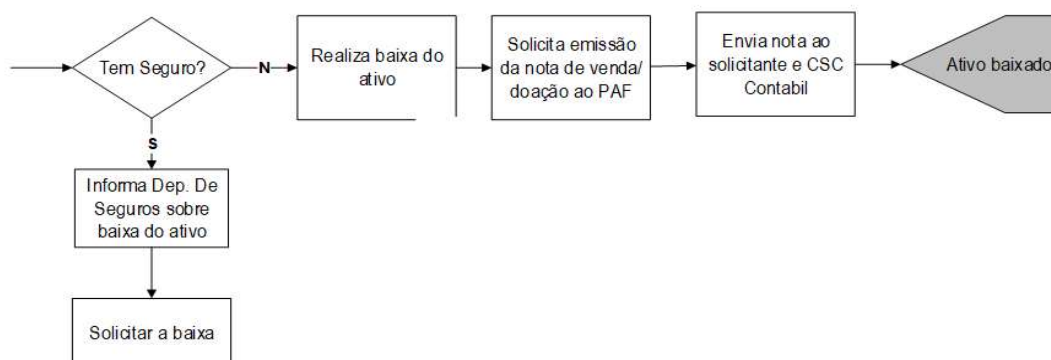 Tem Seguro?
N
Realiza baixa do
ativo
Solicita emissão
da nota de venda/
doação ao PAF
Envia nota ao
solicitante e CSC
Contabil
Ativo baixado
S
Informa Dep. De
Seguros sobre
baixa do ativo
Solicitar a baixa